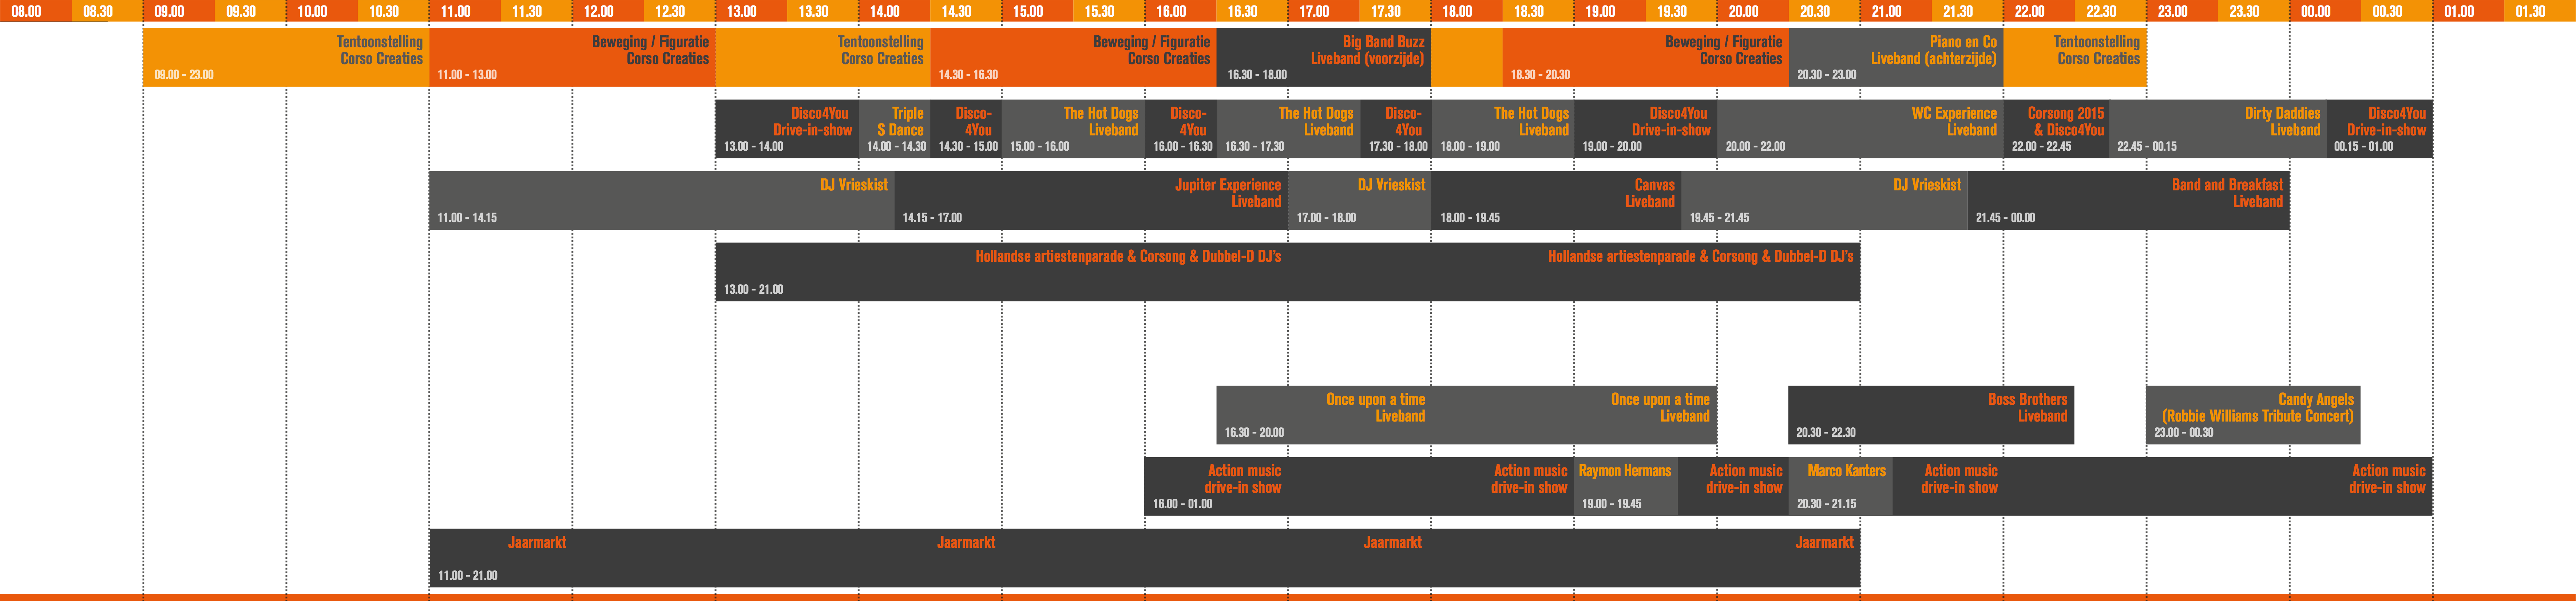 08.00 08.30 09.00 09.30 10.00 10.30 11.00 11.30 12.00 12.30 13.00 13.30 14.00 14.30 15.00 15.30 16.00 16.30 17.00 17.30 18.00 18.30 19.00 19.30 20.00 20.30 21.00 21.30 22.00 22.30 23.00 23.30 00.00 00.30 01.00 01.30
Tentoonstelling Beweging / Figuratie Tentoonstelling Beweging / Figuratie Big Band Buzz Beweging / Figuratie Piano en Co Tentoonstelling
Corso Creaties Corso Creaties Corso Creaties Corso Creaties Liveband (voorzijde) Corso Creaties Liveband (achterzijde) Corso Creaties
09.00 - 23.00 11.00 - 13.00 14.30 - 16.30 16.30 - 18.00 18.30 - 20.30 20.30 - 23.00
Disco4You Triple Disco- The Hot Dogs Disco- The Hot Dogs Disco- The Hot Dogs Disco4You WC Experience Corsong 2015 Dirty Daddies Disco4You
Drive-in-show S Dance 4You Liveband 4You Liveband 4You Liveband Drive-in-show Liveband & Disco4You Liveband Drive-in-show
13.00 - 14.00 14.00 - 14.30 14.30 - 15.00 15.00 - 16.00 16.00 - 16.30 16.30 - 17.30 17.30 - 18.00 18.00 - 19.00 19.00 - 20.00 20.00 - 22.00 22.00 - 22.45 22.45 - 00.15 00.15 - 01.00
DJ Vrieskist Jupiter Experience DJ Vrieskist Canvas DJ Vrieskist Band and Breakfast
Liveband Liveband Liveband
11.00 - 14.15 14.15 - 17.00 17.00 - 18.00 18.00 - 19.45 19.45 - 21.45 21.45 - 00.00
Hollandse artiestenparade & Corsong & Dubbel-D DJ's Hollandse artiestenparade & Corsong & Dubbel-D DJ's
13.00 - 21.00
Once upon a time Once upon a time Boss Brothers Candy Angels
Liveband Liveband Liveband (Robbie Williams Tribute Concert)
16.30 - 20.00 20.30 - 22.30 23.00 - 00.30
Action music Action music Raymon Hermans Action music Marco Kanters Action music Action music
drive-in show drive-in show drive-in show drive-in show drive-in show
16.00 - 01.00 19.00 - 19.45 20.30 - 21.15
Jaarmarkt Jaarmarkt Jaarmarkt Jaarmarkt
11.00 - 21.00